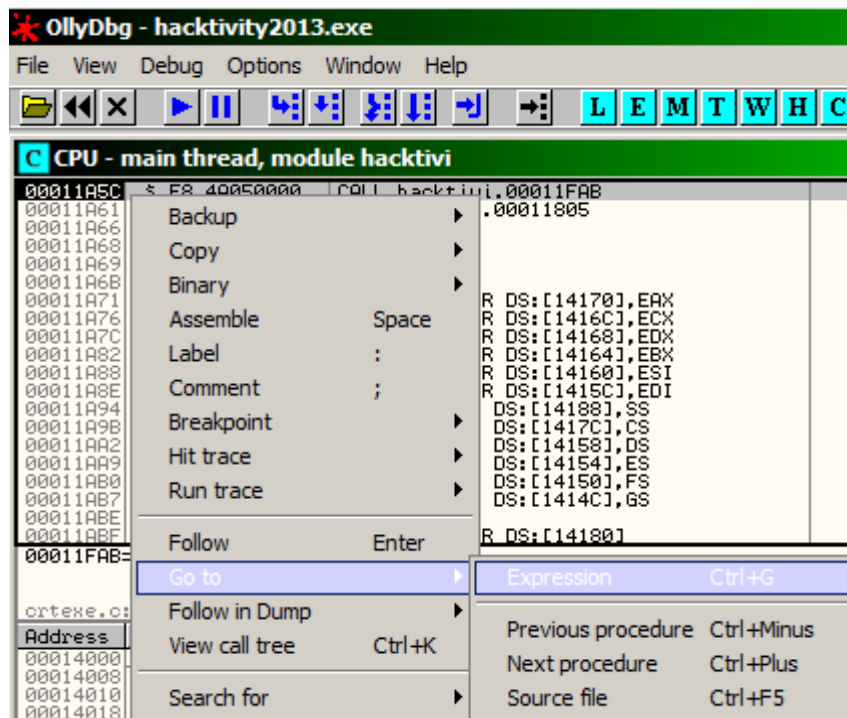 OllyDbg - hacktivity2013.exe
File View Debug Options Window Help
L E M T W H C
C CPU - main thread, module hacktivi
00011A5C $ E8 4A050000 CALL hacktivi.00011FAB
00011A61 .00011805
00011A66
00011A68
00011A69
00011A6B
00011A71 R DS:[14170],EAX
00011A76 R DS:[1416C],ECX
00011A7C R DS:[14168],EDX
00011A82 R DS:[14164],EBX
00011A88 R DS:[14160],ESI
00011A8E R DS:[1415C],EDI
00011A94 DS:[14188],SS
00011A9B DS:[1417C],CS
00011AA2 DS:[14158],DS
00011AA9 DS:[14154],ES
00011AB0 DS:[14150],FS
00011AB7 DS:[1414C],GS
00011ABE
00011ABF R DS:[14180]
00011FAB=
crtexe.c:
Address
00014000
00014008
00014010
00014018
Backup
Copy
Binary
Assemble Space
Label :
Comment ;
Breakpoint
Hit trace
Run trace
Follow Enter
Go to
Follow in Dump
View call tree Ctrl+K
Search for
Expression Ctrl+G
Previous procedure Ctrl+Minus
Next procedure Ctrl+Plus
Source file Ctrl+F5